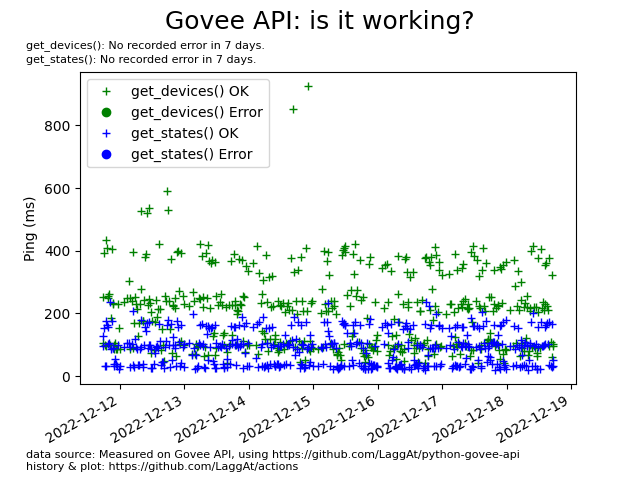 Govee API: is it working?
get_devices(): No recorded error in 7 days.
get_states(): No recorded error in 7 days.
get_devices() OK
get_devices() Error
get_states() OK
get_states() Error
Ping (ms)
800
600
400
200
0
2022-12-12
2022-12-13
2022-12-14
2022-12-15
2022-12-16
2022-12-17
2022-12-18
2022-12-19
data source: Measured on Govee API, using https://github.com/LaggAt/python-govee-api
history & plot: https://github.com/LaggAt/actions